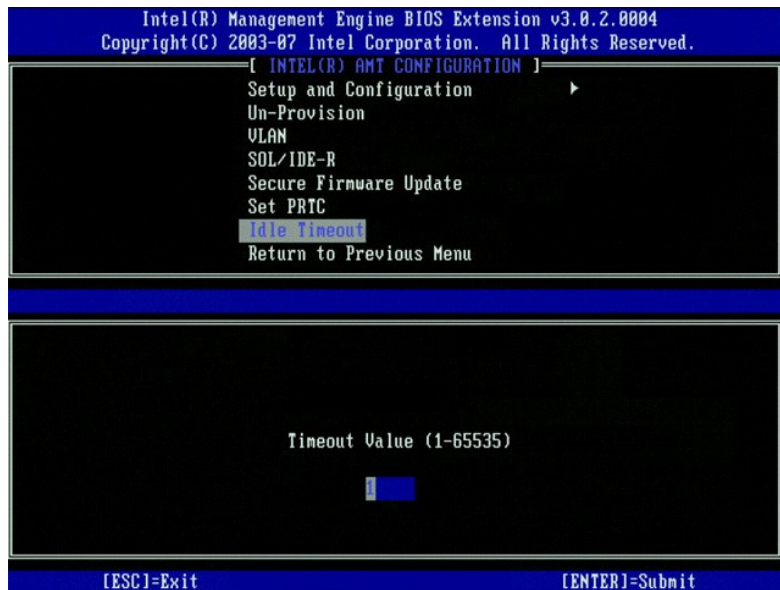 Intel(R) Management Engine BIOS Extension v3.0.2.0004
Copyright(C) 2003-07 Intel Corporation. All Rights Reserved.
[ INTEL(R) AMT CONFIGURATION ]
Setup and Configuration
Un-Provision
VLAN
SOL/IDE-R
Secure Firmware Update
Set PRTC
Idle Timeout
Return to Previous Menu
Timeout Value (1-65535)
1
[ESC]=Exit [ENTER]=Submit